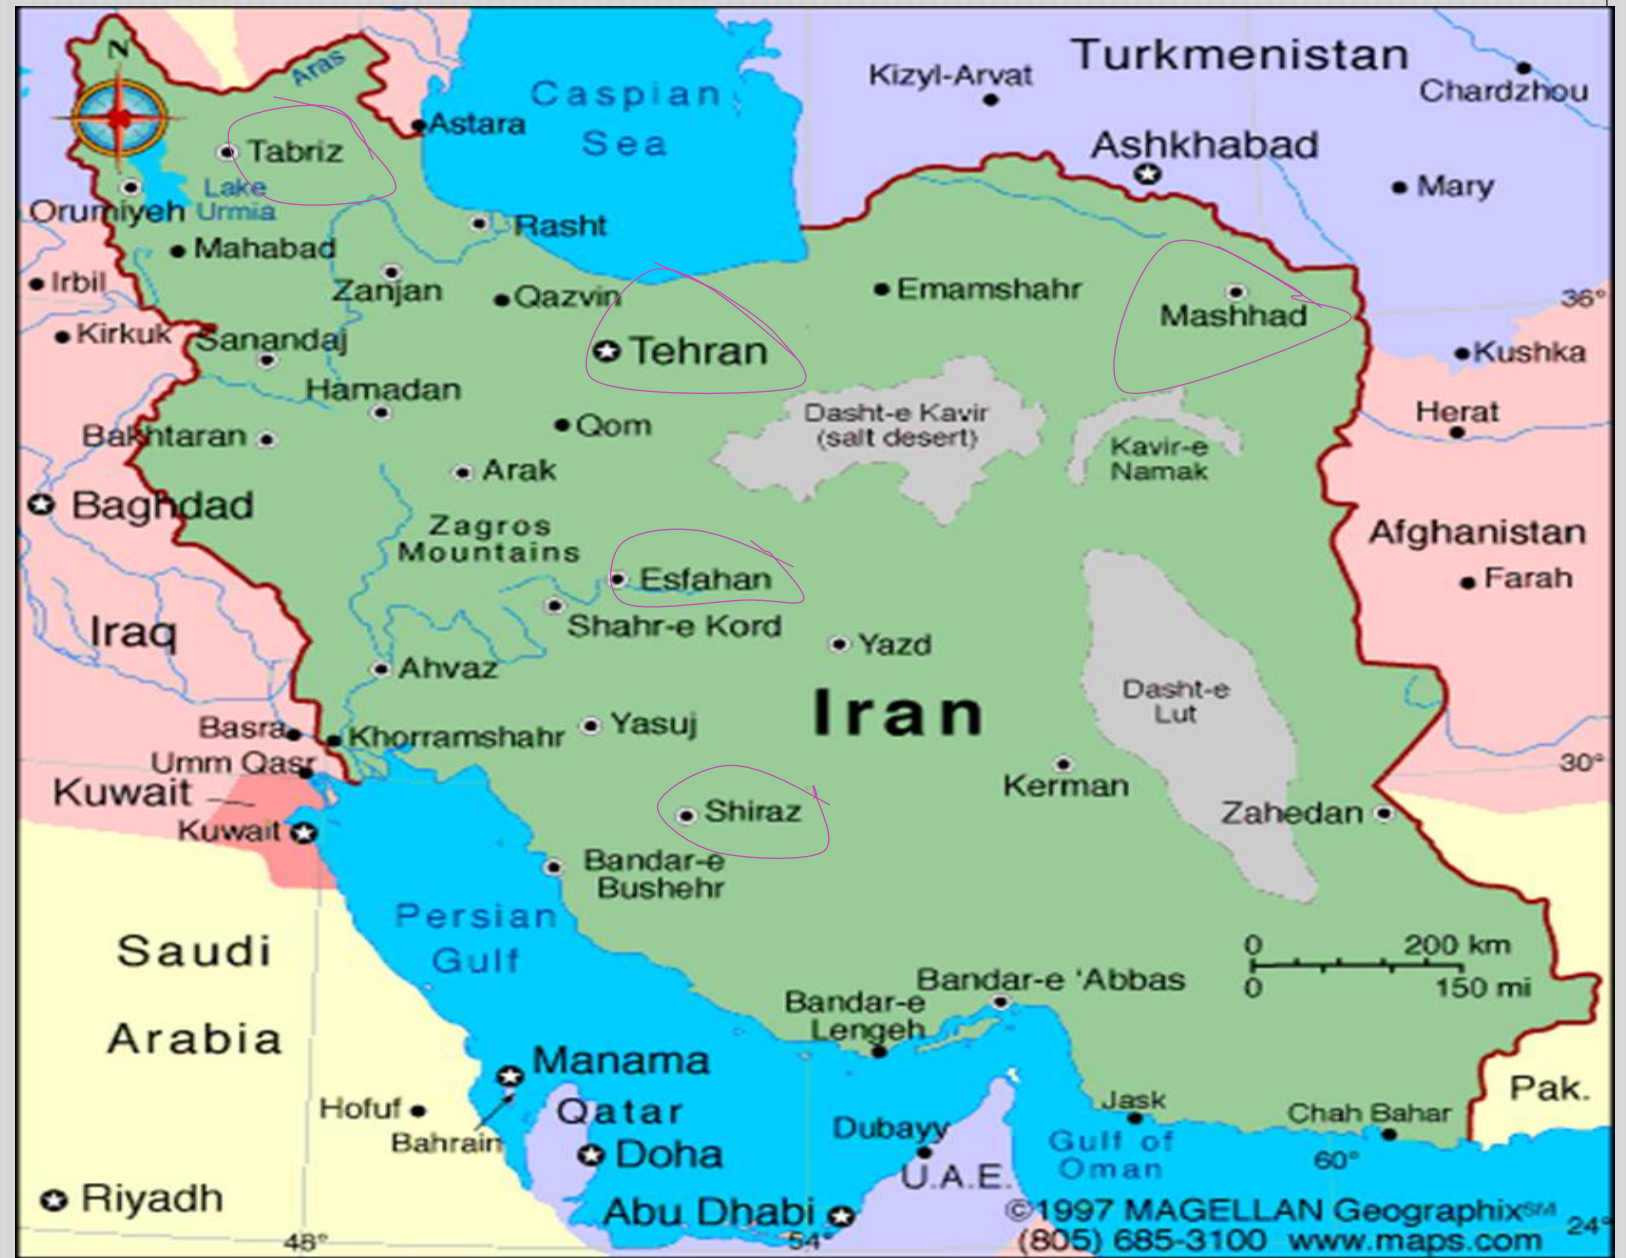 N
Aras
Caspian
Sea
Turkmenistan
Kizyl-Arvat
Chardzhou
Astara
Tabriz
Ashkhabad
Mary
Lake
Urmia
Orumiyeh
Rasht
Mahabad
Irbil
Zanjan
Qazvin
Emamshahr
Mashhad
36°
Kirkuk
Sanandaj
Tehran
Kushka
Hamadan
Dasht-e Kavir
(salt desert)
Herat
Bakhtaran
Qom
Kavir-e
Namak
Arak
Baghdad
Zagros
Mountains
Afghanistan
Esfahan
Farah
Iraq
Shahr-e Kord
Yazd
Ahvaz
Dasht-e
Lut
Iran
Basra
Khorramshahr
Yasuj
Umm Qasr
30°
Kuwait
Kerman
Kuwait
Shiraz
Zahedan
Bandar-e
Bushehr
Persian
Gulf
Saudi
Arabia
0 200 km
0 150 mi
Bandar-e 'Abbas
Bandar-e
Lengeh
Manama
Hofuf
Qatar
Bahrain
Jask
Chah Bahar
Pak.
Dubayy
Gulf of
Oman
Doha
60°
U.A.E.
Riyadh
Abu Dhabi
©1997 MAGELLAN Geographix℠
24°
48°
54°
(805) 685-3100 www.maps.com